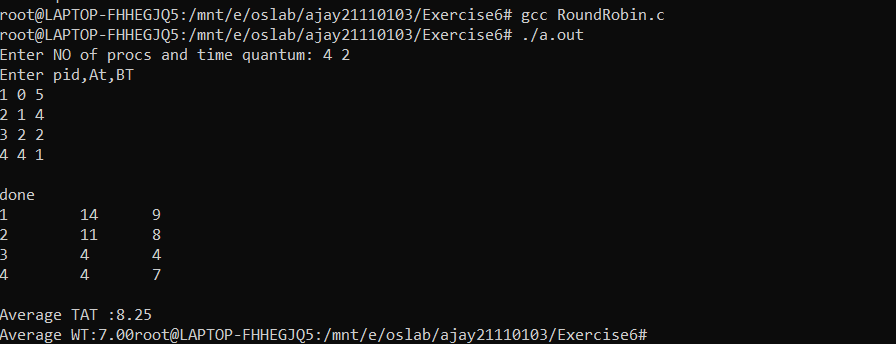 root@LAPTOP-FHHEGJQ5:/mnt/e/oslab/ajay21110103/Exercise6# gcc RoundRobin.c
root@LAPTOP-FHHEGJQ5:/mnt/e/oslab/ajay21110103/Exercise6# ./a.out
Enter NO of procs and time quantum: 4 2
Enter pid,At,BT
1 0 5
2 1 4
3 2 2
4 4 1
done
1 14 9
2 11 8
3 4 4
4 4 7
Average TAT :8.25
Average WT:7.00root@LAPTOP-FHHEGJQ5:/mnt/e/oslab/ajay21110103/Exercise6#